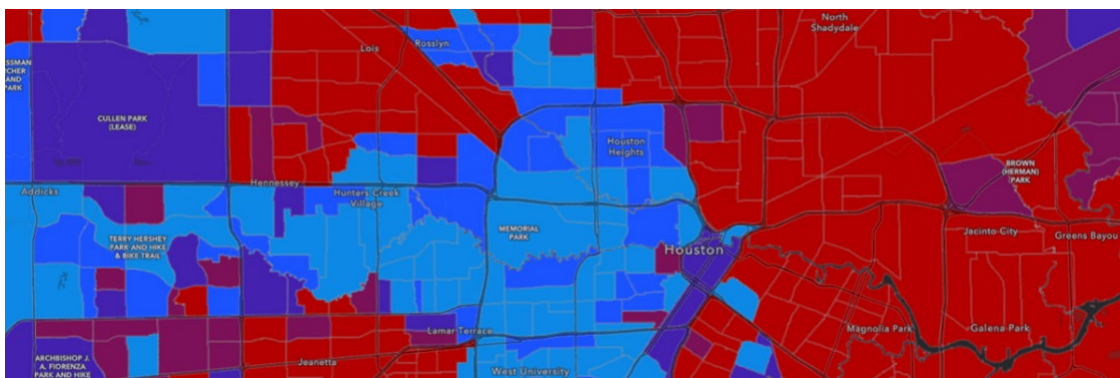 North
Shadydale
Lois
Rosslyn
SSMAN
CHER
AND
PARK
CULLEN PARK
(LEASE)
Houston
Heights
BROWN
(HERMAN)
PARK
Addicks
Hennessey
Hunters Creek
Village
MEMORIAL
PARK
TERRY HERSHEY
PARK AND HIKE
& BIKE TRAIL
Houston
Jacinto City
Greens Bayou
Lamar Terrace
Magnolia Park
Galena Park
ARCHBISHOP J.
A. FIORENZA
PARK AND HIKE
Jeanetta
West University